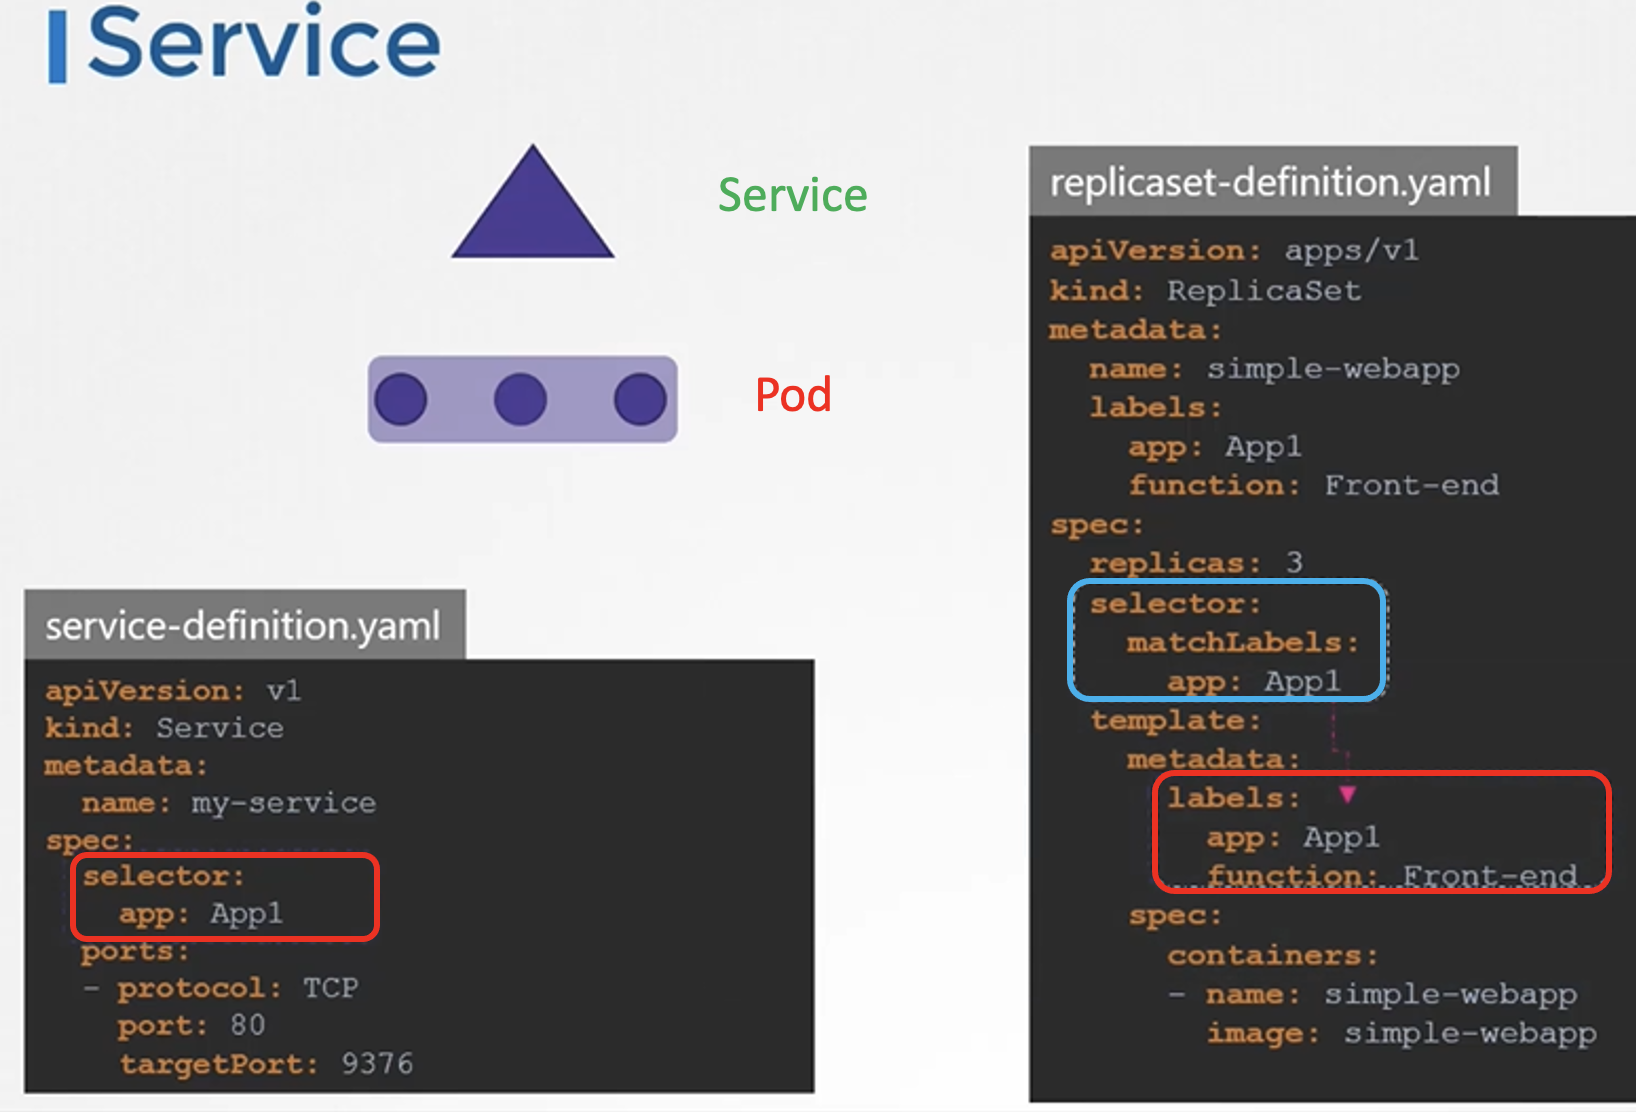 Service
Service
Pod
service-definition.yaml
apiVersion: v1
kind: Service
metadata:
  name: my-service
spec:
  selector:
    app: App1
  ports:
  - protocol: TCP
    port: 80
    targetPort: 9376
replicaset-definition.yaml
apiVersion: apps/v1
kind: ReplicaSet
metadata:
  name: simple-webapp
  labels:
    app: App1
    function: Front-end
spec:
  replicas: 3
  selector:
    matchLabels:
      app: App1
  template:
    metadata:
      labels:
        app: App1
        function: Front-end
    spec:
      containers:
      - name: simple-webapp
        image: simple-webapp